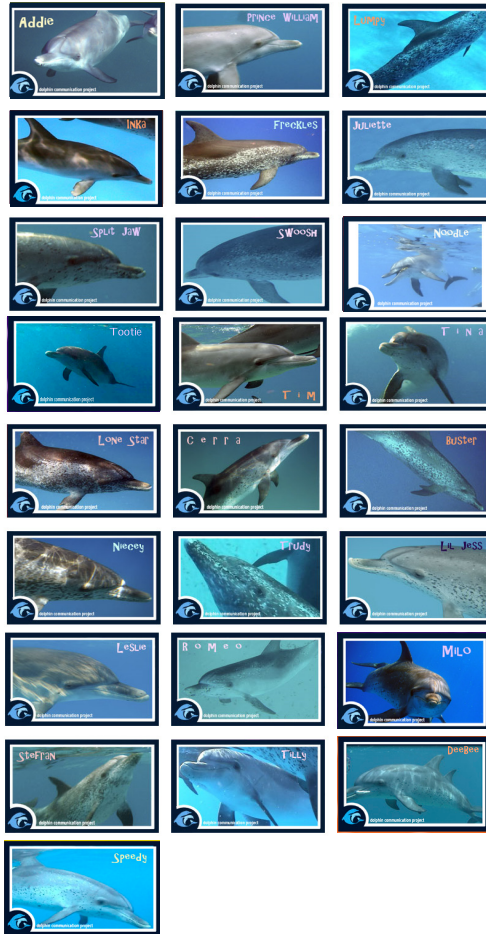 Addie
dolphin communication project
Prince William
dolphin communication project
Lumpy
dolphin communication project
Inka
dolphin communication project
Freckles
dolphin communication project
Juliette
dolphin communication project
Split Jaw
dolphin communication project
Swoosh
dolphin communication project
Noodle
dolphin communication project
Tootie
dolphin communication project
Tim
dolphin communication project
Tina
dolphin communication project
Lone Star
dolphin communication project
Cerra
dolphin communication project
Buster
dolphin communication project
Niecey
dolphin communication project
Trudy
dolphin communication project
Lil Jess
dolphin communication project
Leslie
dolphin communication project
Romeo
dolphin communication project
Milo
dolphin communication project
Stefran
dolphin communication project
Tilly
dolphin communication project
DeeBee
dolphin communication project
Speedy
dolphin communication project